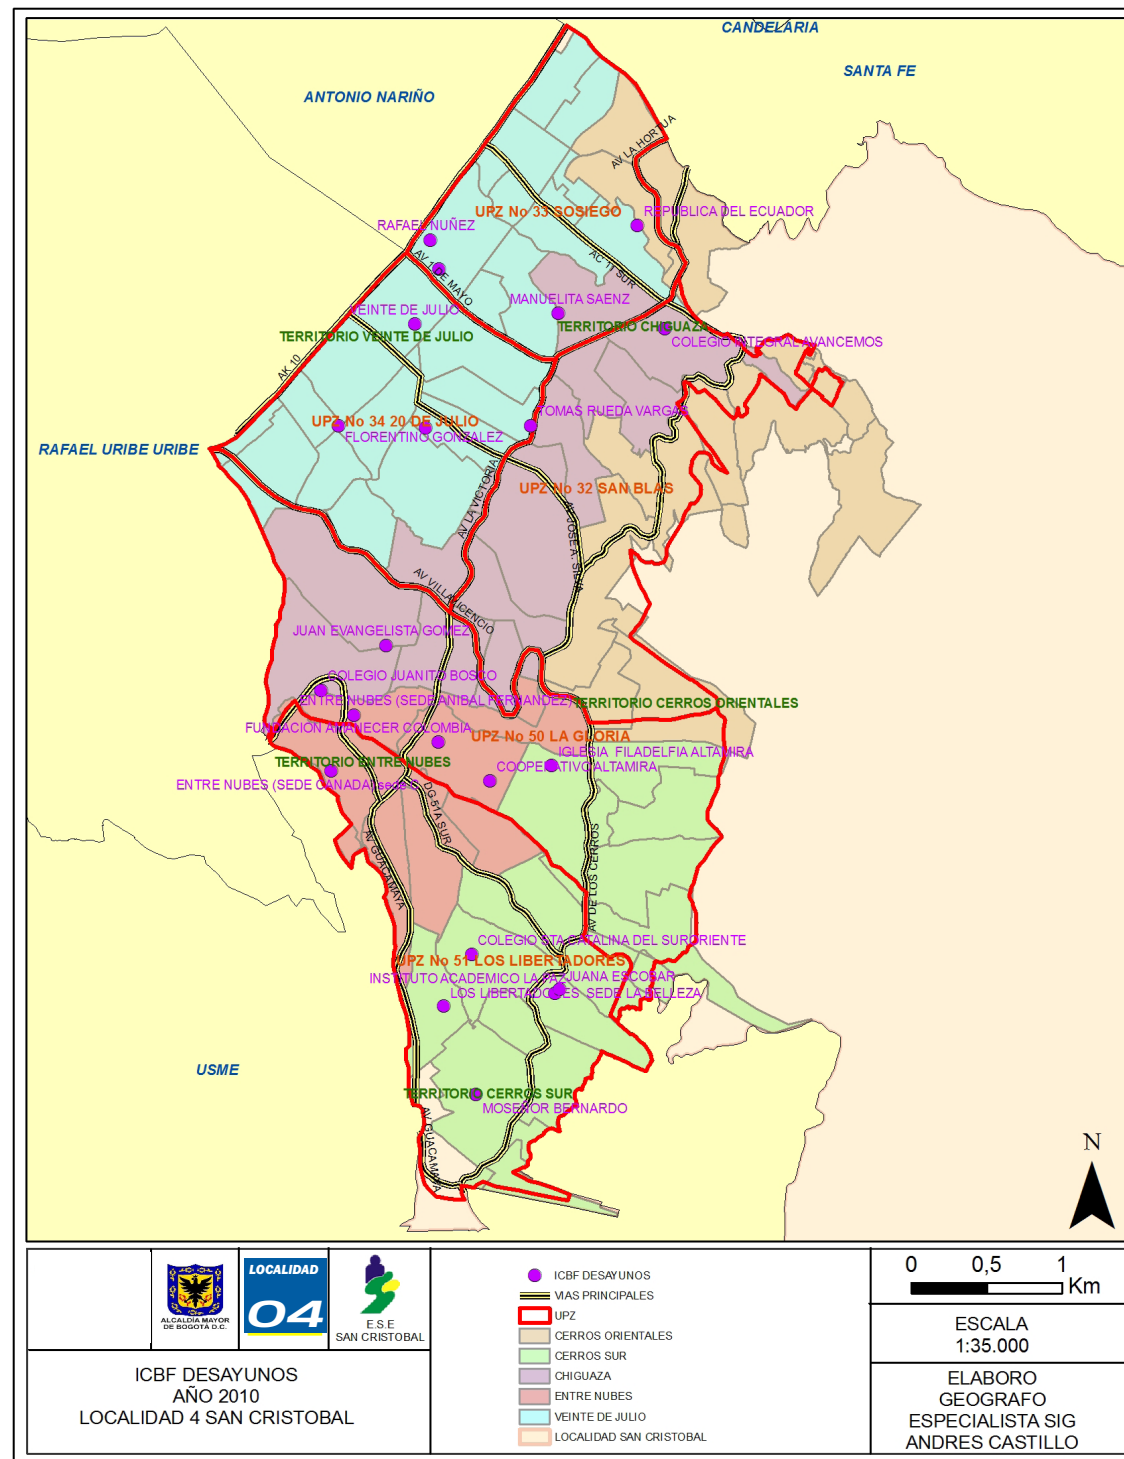 CANDELARIA
SANTA FE
ANTONIO NARIÑO
AV LA HORTUA
UPZ No 33 SOSIEGO
REPUBLICA DEL ECUADOR
RAFAEL NUÑEZ
AC 11 SUR
AV 1 DE MAYO
MANUELITA SAENZ
VEINTE DE JULIO
TERRITORIO CHIGUAZA
TERRITORIO VEINTE DE JULIO
COLEGIO INTEGRAL AVANCEMOS
AK 10
TOMAS RUEDA VARGAS
UPZ No 34 20 DE JULIO
FLORENTINO GONZALEZ
RAFAEL URIBE URIBE
UPZ No 32 SAN BLAS
AV LA VICTORIA
AV JOSE A. SILVA
AV VILLAVICENCIO
JUAN EVANGELISTA GOMEZ
COLEGIO JUANITO BOSCO
ENTRE NUBES (SEDE ANIBAL FERNANDEZ)
TERRITORIO CERROS ORIENTALES
FUNDACION AMANECER COLOMBIA
UPZ No 50 LA GLORIA
IGLESIA FILADELFIA ALTAMIRA
TERRITORIO ENTRE NUBES
COOPERATIVO ALTAMIRA
ENTRE NUBES (SEDE CANADA) sede C
DG 51A SUR
AV GUACAMAYA
AV DE LOS CERROS
COLEGIO STA CATALINA DEL SURORIENTE
UPZ No 51 LOS LIBERTADORES
INSTITUTO ACADEMICO LA PAZ
JUANA ESCOBAR
LOS LIBERTADORES SEDE LA BELLEZA
USME
TERRITORIO CERROS SUR
MOSEÑOR BERNARDO
AV GUACAMAYA
N
ALCALDIA MAYOR
DE BOGOTA D.C.
LOCALIDAD
04
E.S.E
SAN CRISTOBAL
ICBF DESAYUNOS
AÑO 2010
LOCALIDAD 4 SAN CRISTOBAL
ICBF DESAYUNOS
VIAS PRINCIPALES
UPZ
CERROS ORIENTALES
CERROS SUR
CHIGUAZA
ENTRE NUBES
VEINTE DE JULIO
LOCALIDAD SAN CRISTOBAL
0 0,5 1
Km
ESCALA
1:35.000
ELABORO
GEOGRAFO
ESPECIALISTA SIG
ANDRES CASTILLO